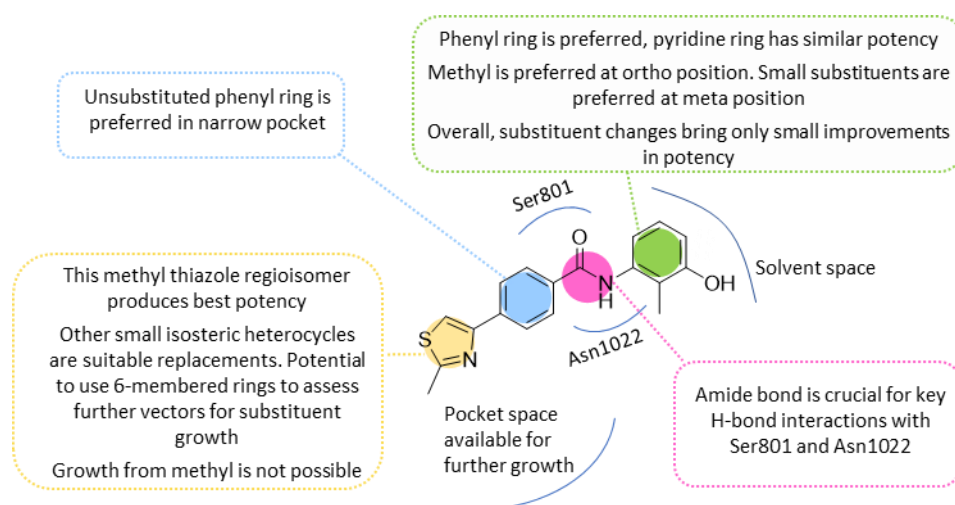 Phenyl ring is preferred, pyridine ring has similar potency
Methyl is preferred at ortho position. Small substituents are
preferred at meta position
Overall, substituent changes bring only small improvements
in potency
Unsubstituted phenyl ring is
preferred in narrow pocket
Ser801
O
N
H
OH
Solvent space
Asn1022
This methyl thiazole regioisomer
produces best potency
Other small isosteric heterocycles
are suitable replacements. Potential
to use 6-membered rings to assess
further vectors for substituent
growth
Growth from methyl is not possible
S
N
Pocket space
available for
further growth
Amide bond is crucial for key
H-bond interactions with
Ser801 and Asn1022